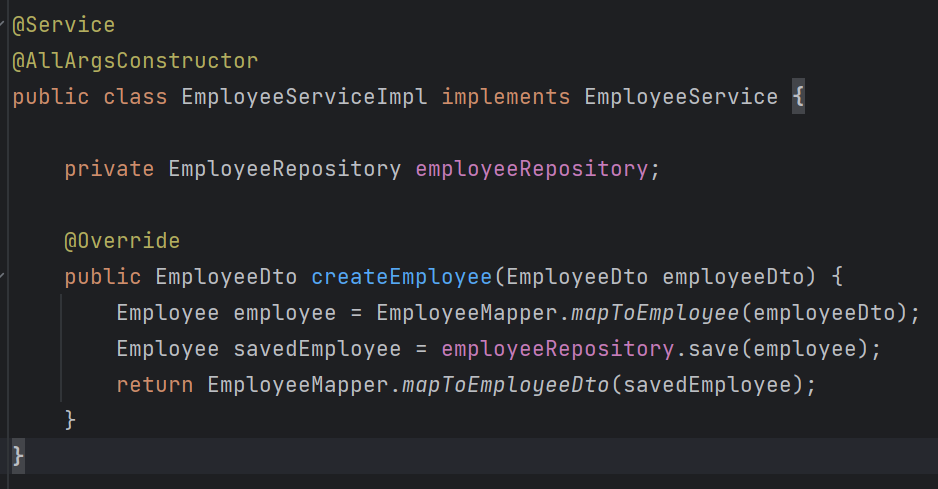 @Service
@AllArgsConstructor
public class EmployeeServiceImpl implements EmployeeService {
private EmployeeRepository employeeRepository;
@Override
public EmployeeDto createEmployee(EmployeeDto employeeDto) {
Employee employee = EmployeeMapper.mapToEmployee(employeeDto);
Employee savedEmployee = employeeRepository.save(employee);
return EmployeeMapper.mapToEmployeeDto(savedEmployee);
}
}